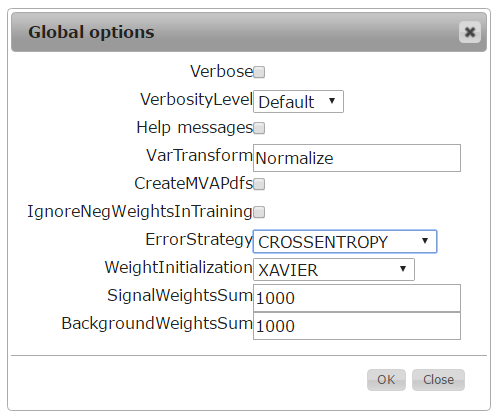 Global options
Verbose
VerbosityLevel Default
Help messages
VarTransform Normalize
CreateMVAPdfs
IgnoreNegWeightsInTraining
ErrorStrategy CROSSENTROPY
WeightInitialization XAVIER
SignalWeightsSum 1000
BackgroundWeightsSum 1000
OK Close